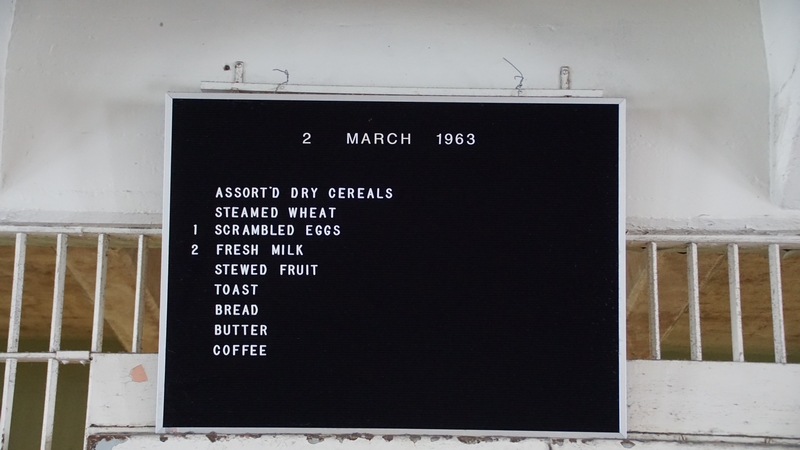 2 MARCH 1963
ASSORT'D DRY CEREALS
STEAMED WHEAT
1 SCRAMBLED EGGS
2 FRESH MILK
STEWED FRUIT
TOAST
BREAD
BUTTER
COFFEE